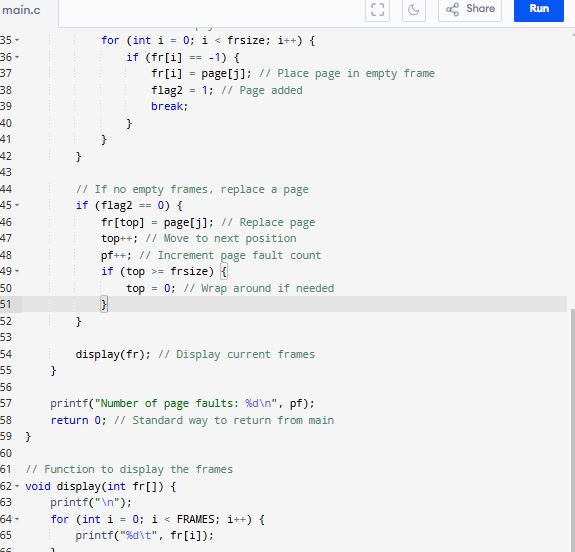 main.c Share Run
35 for (int i = 0; i < frsize; i++) {
36 if (fr[i] == -1) {
37 fr[i] = page[j]; // Place page in empty frame
38 flag2 = 1; // Page added
39 break;
40 }
41 }
42 }
43
44 // If no empty frames, replace a page
45 if (flag2 == 0) {
46 fr[top] = page[j]; // Replace page
47 top++; // Move to next position
48 pf++; // Increment page fault count
49 if (top >= frsize) {
50 top = 0; // Wrap around if needed
51 }
52 }
53
54 display(fr); // Display current frames
55 }
56
57 printf("Number of page faults: %d\n", pf);
58 return 0; // Standard way to return from main
59 }
60
61 // Function to display the frames
62 void display(int fr[]) {
63 printf("\n");
64 for (int i = 0; i < FRAMES; i++) {
65 printf("%d\t", fr[i]);
66 }